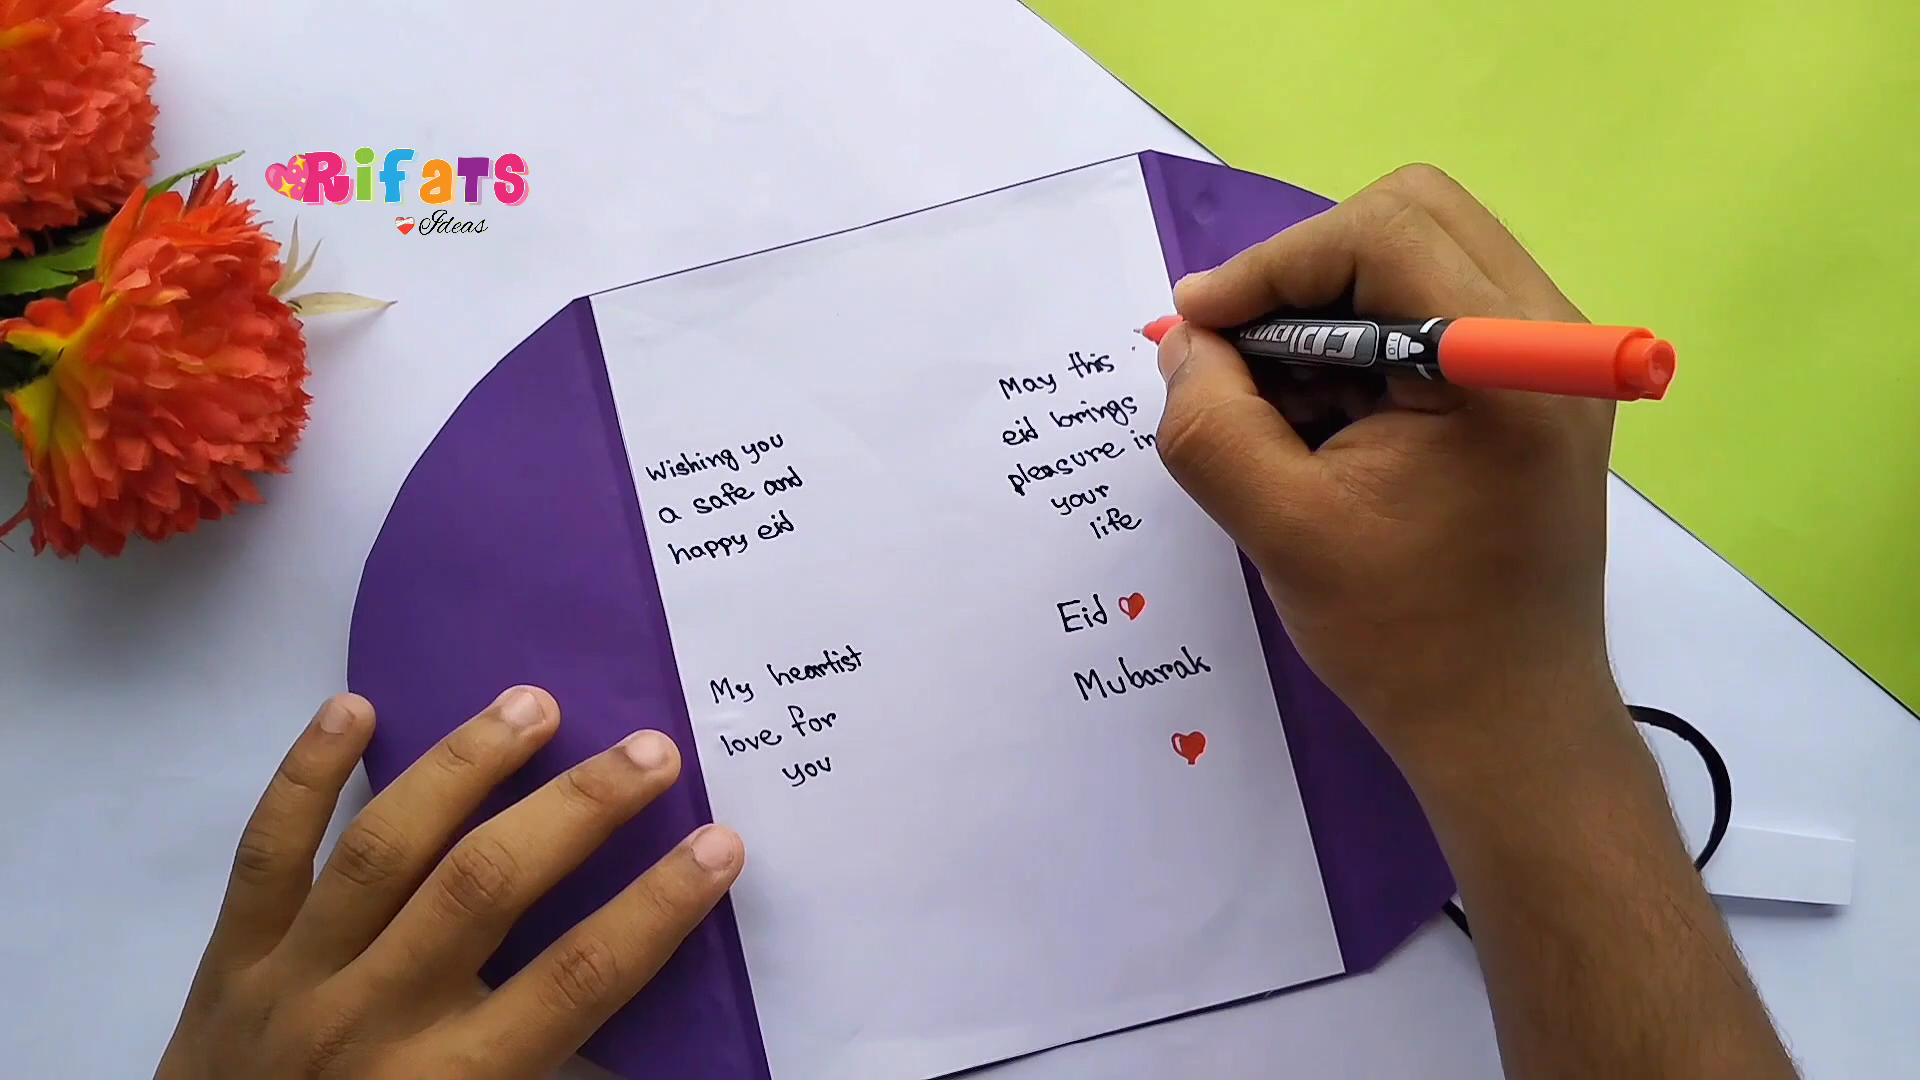 Rifats
Ideas
Wishing you
a safe and
happy eid
My heartist
love for
you
May this
eid brings
pleasure in
your
life
Eid
Mubarak